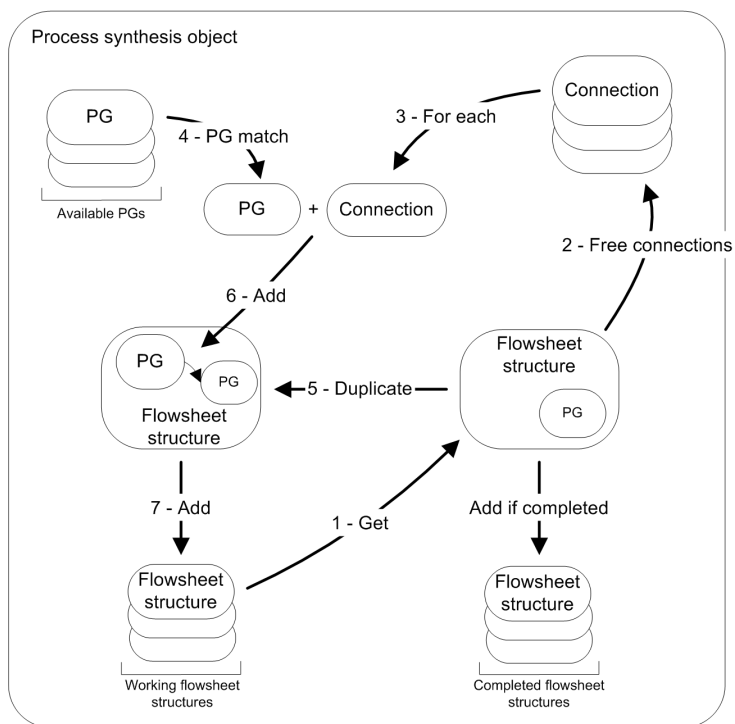 Process synthesis object
PG
Available PGs
4 - PG match
3 - For each
Connection
PG
+
Connection
2 - Free connections
6 - Add
PG
PG
Flowsheet
structure
5 - Duplicate
Flowsheet
structure
PG
7 - Add
1 - Get
Add if completed
Flowsheet
structure
Working flowsheet
structures
Flowsheet
structure
Completed flowsheet
structures